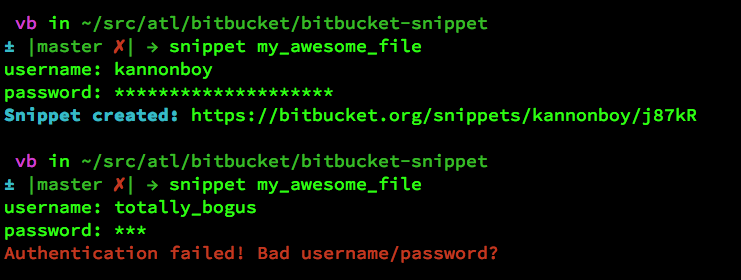 vb in ~/src/atl/bitbucket/bitbucket-snippet
± |master ✗| → snippet my_awesome_file
username: kannonboy
password: ********************
Snippet created: https://bitbucket.org/snippets/kannonboy/j87kR
vb in ~/src/atl/bitbucket/bitbucket-snippet
± |master ✗| → snippet my_awesome_file
username: totally_bogus
password: ***
Authentication failed! Bad username/password?